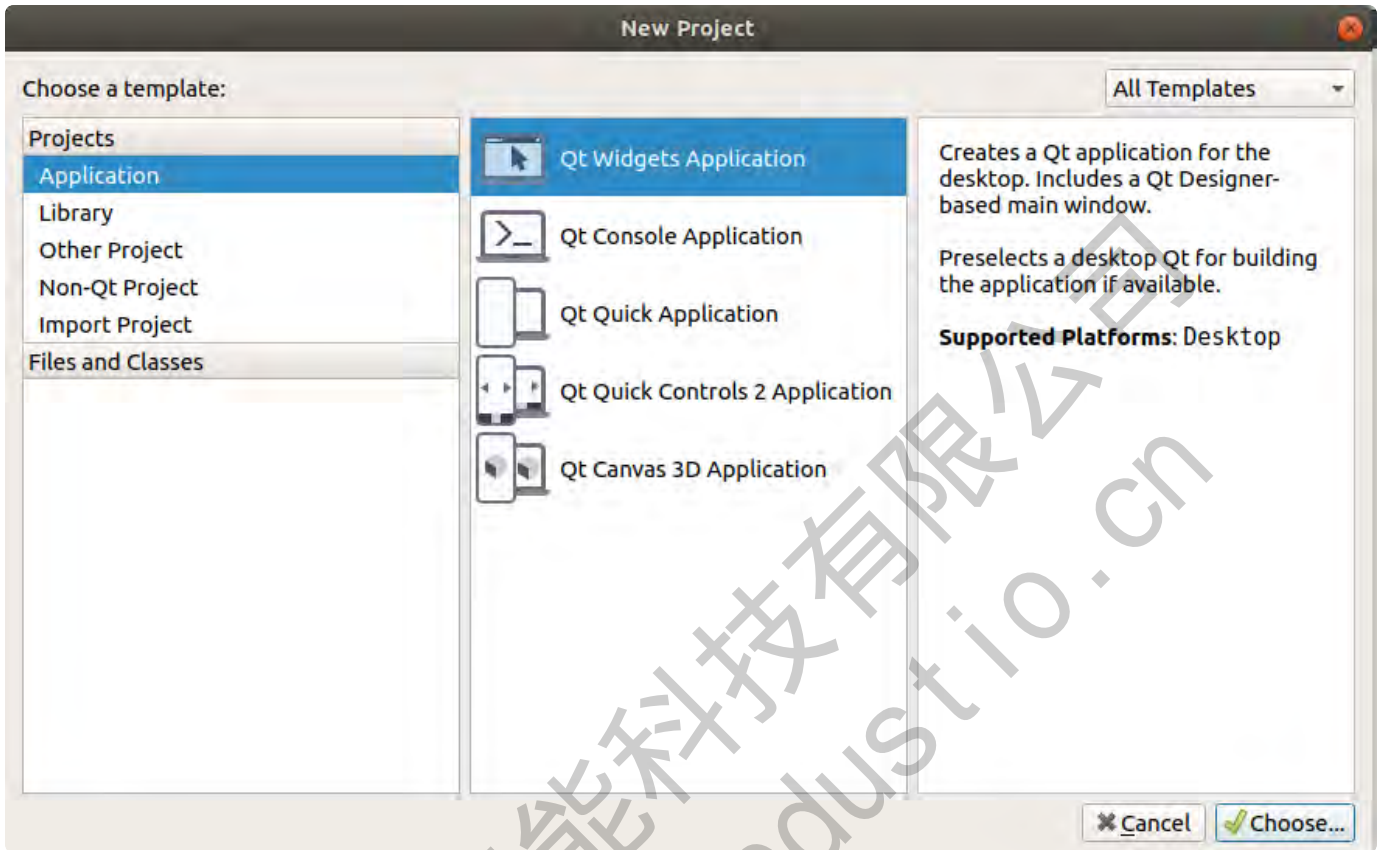 New Project
Choose a template:
All Templates
Projects
Application
Library
Other Project
Non-Qt Project
Import Project
Files and Classes
Qt Widgets Application
Qt Console Application
Qt Quick Application
Qt Quick Controls 2 Application
Qt Canvas 3D Application
Creates a Qt application for the
desktop. Includes a Qt Designer-
based main window.
Preselects a desktop Qt for building
the application if available.
Supported Platforms: Desktop
Cancel
Choose...
能科技有限公司
dustio.cn